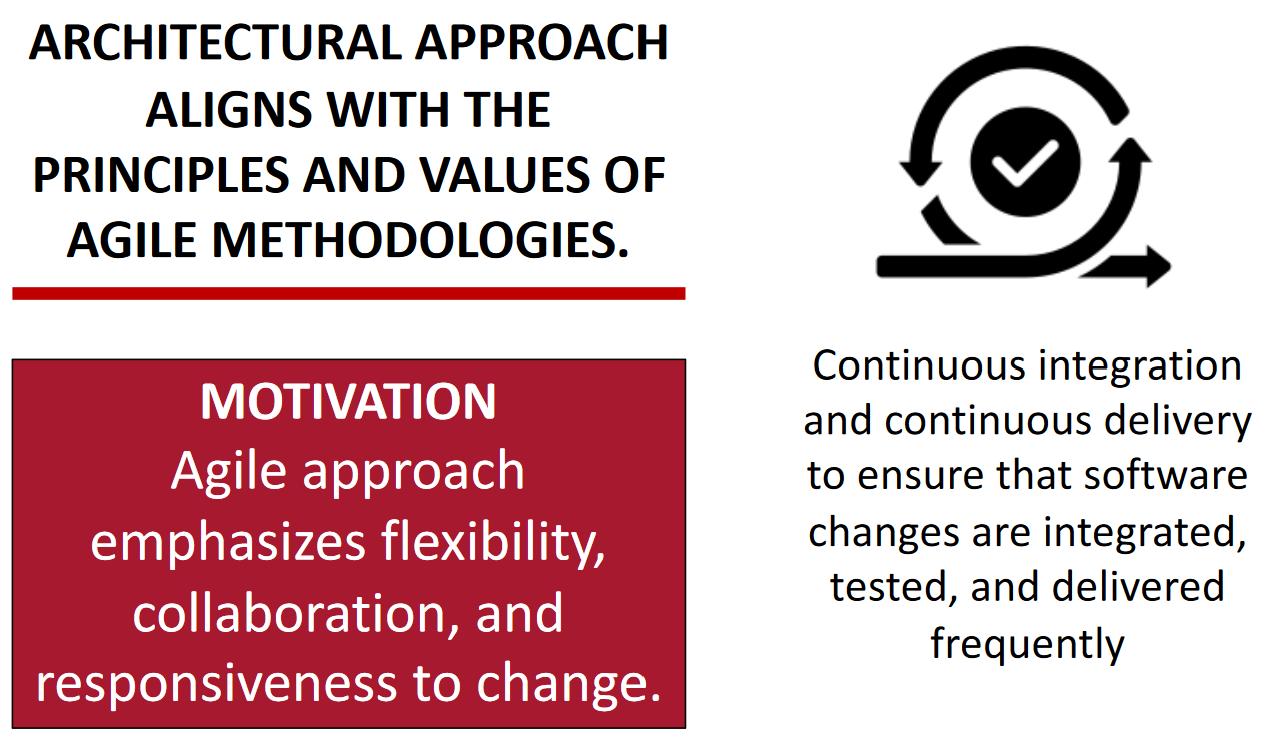 ARCHITECTURAL APPROACH
ALIGNS WITH THE
PRINCIPLES AND VALUES OF
AGILE METHODOLOGIES.
MOTIVATION
Agile approach
emphasizes flexibility,
collaboration, and
responsiveness to change.
Continuous integration
and continuous delivery
to ensure that software
changes are integrated,
tested, and delivered
frequently